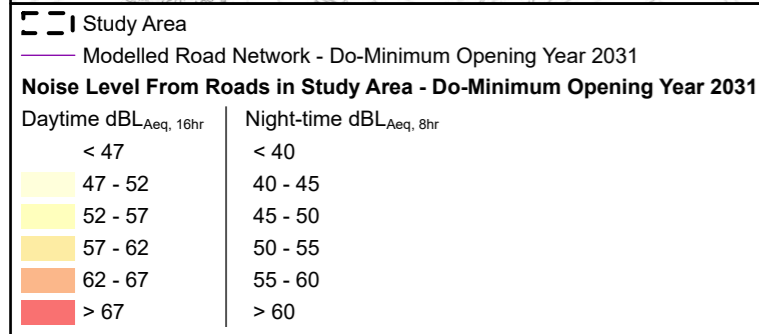 Study Area
Modelled Road Network - Do-Minimum Opening Year 2031
Noise Level From Roads in Study Area - Do-Minimum Opening Year 2031
Daytime dBLAeq, 16hr Night-time dBLAeq, 8hr
< 47 < 40
47 - 52 40 - 45
52 - 57 45 - 50
57 - 62 50 - 55
62 - 67 55 - 60
> 67 > 60